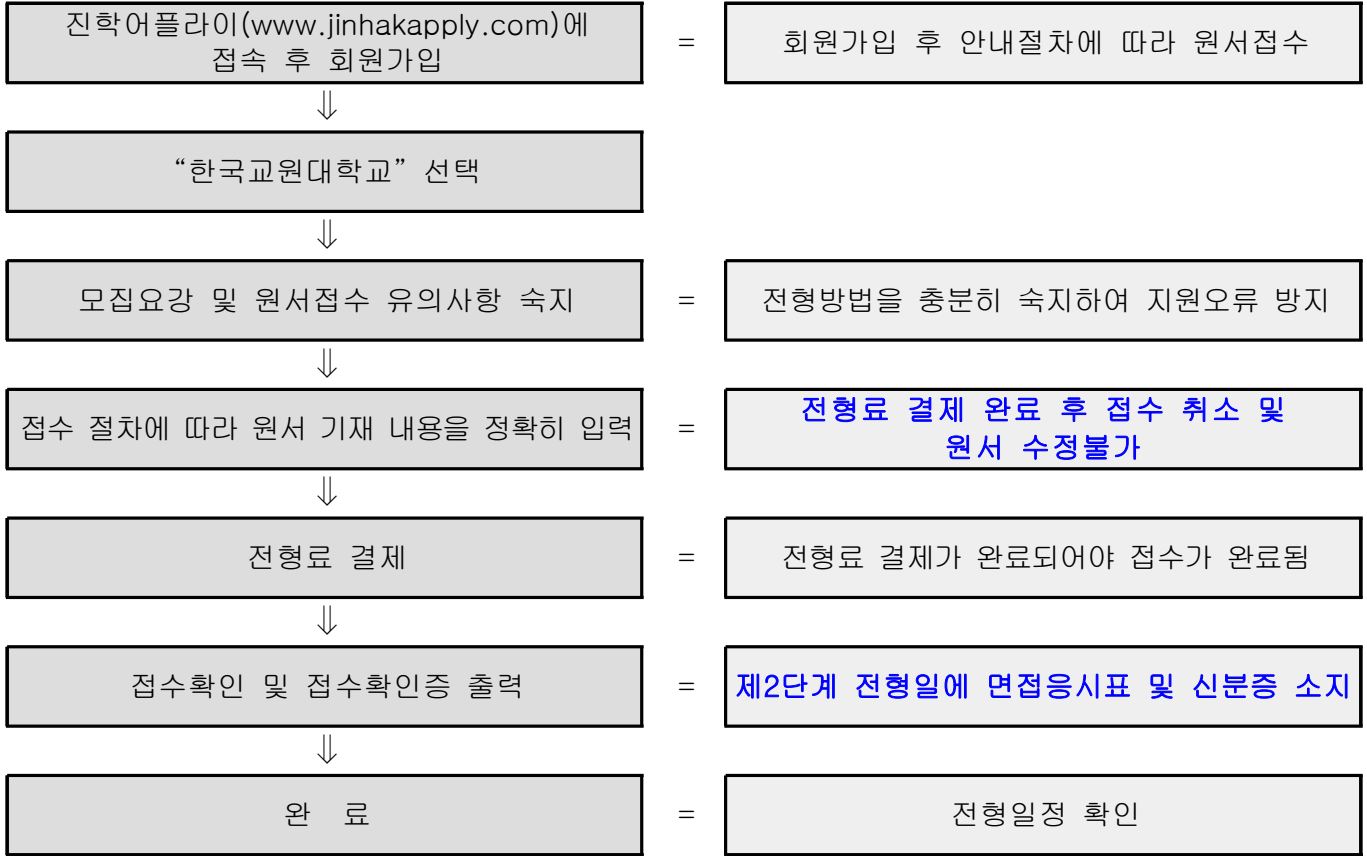 진학어플라이(www.jinhakapply.com)에
접속 후 회원가입
=
회원가입 후 안내절차에 따라 원서접수
⇓
“한국교원대학교” 선택
⇓
모집요강 및 원서접수 유의사항 숙지
=
전형방법을 충분히 숙지하여 지원오류 방지
⇓
접수 절차에 따라 원서 기재 내용을 정확히 입력
=
전형료 결제 완료 후 접수 취소 및
원서 수정불가
⇓
전형료 결제
=
전형료 결제가 완료되어야 접수가 완료됨
⇓
접수확인 및 접수확인증 출력
=
제2단계 전형일에 면접응시표 및 신분증 소지
⇓
완 료
=
전형일정 확인